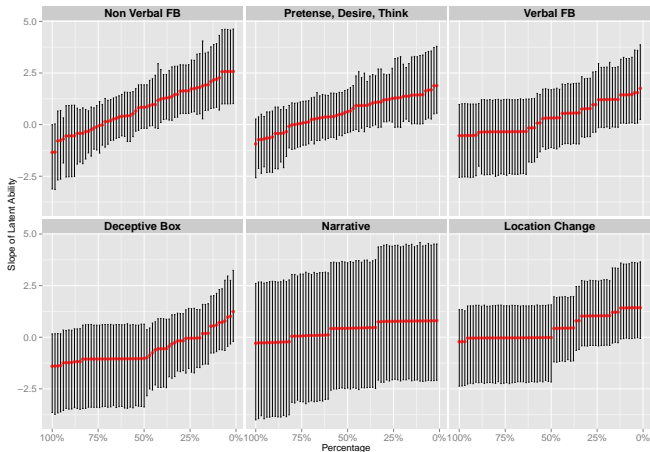 Non Verbal FB
Pretense, Desire, Think
Verbal FB
5.0
2.5
0.0
−2.5
Deceptive Box
Narrative
Location Change
5.0
2.5
0.0
−2.5
Slope of Latent Ability
100% 75% 50% 25% 0%
100% 75% 50% 25% 0%
100% 75% 50% 25% 0%
Percentage